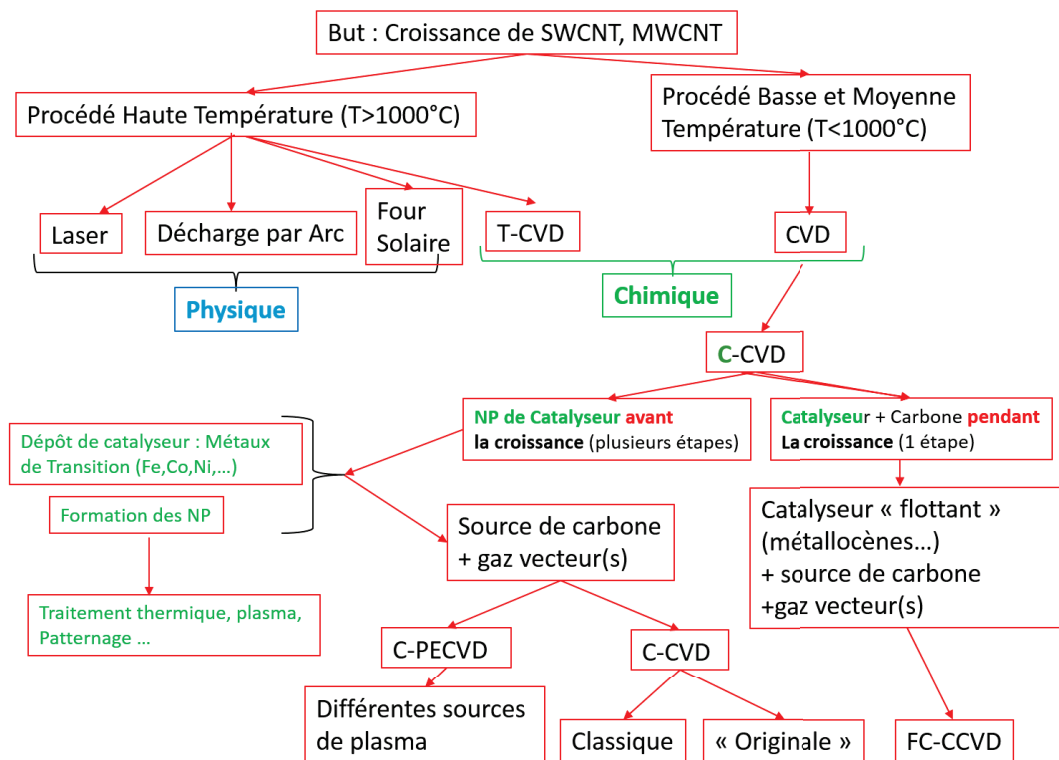 But : Croissance de SWCNT, MWCNT
Procédé Haute Température (T>1000°C)
Procédé Basse et Moyenne
Température (T<1000°C)
Laser
Décharge par Arc
Four
Solaire
T-CVD
CVD
Physique
Chimique
C-CVD
NP de Catalyseur avant
la croissance (plusieurs étapes)
Catalyseur + Carbone pendant
La croissance (1 étape)
Dépôt de catalyseur : Métaux
de Transition (Fe,Co,Ni,...)
Formation des NP
Traitement thermique, plasma,
Patternage ...
Source de carbone
+ gaz vecteur(s)
Catalyseur « flottant »
(métallocènes...)
+ source de carbone
+gaz vecteur(s)
C-PECVD
C-CVD
Différentes sources
de plasma
Classique
« Originale »
FC-CCVD